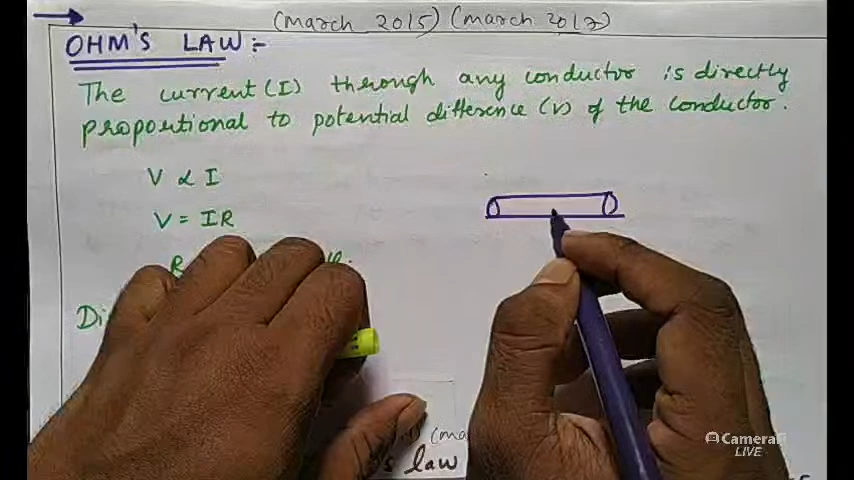 (March 2015) (March 2017)
OHM'S LAW :-
The current (I) through any conductor is directly
proportional to potential difference (V) of the conductor.
V ∝ I
V = IR
R
Di
law
CameraFi
LIVE